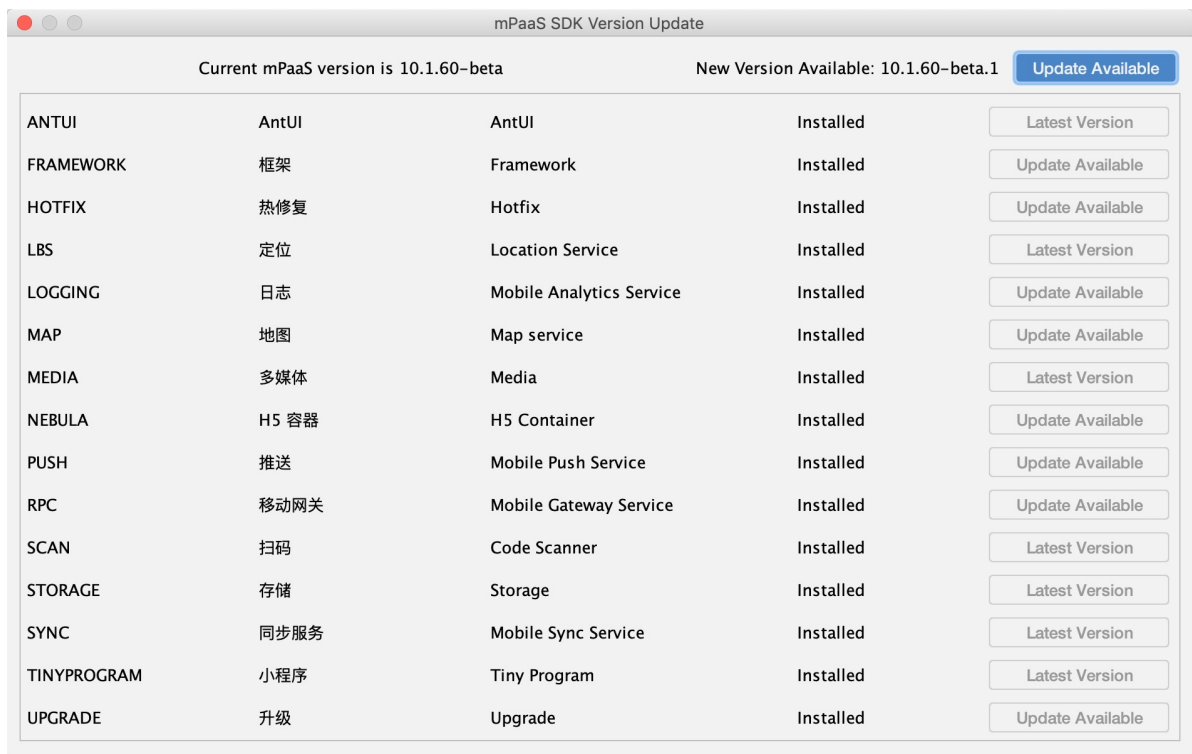 mPaaS SDK Version Update
Current mPaaS version is 10.1.60-beta New Version Available: 10.1.60-beta.1 Update Available
ANTUI AntUI AntUI Installed Latest Version
FRAMEWORK 框架 Framework Installed Update Available
HOTFIX 热修复 Hotfix Installed Update Available
LBS 定位 Location Service Installed Latest Version
LOGGING 日志 Mobile Analytics Service Installed Update Available
MAP 地图 Map service Installed Update Available
MEDIA 多媒体 Media Installed Latest Version
NEBULA H5 容器 H5 Container Installed Update Available
PUSH 推送 Mobile Push Service Installed Update Available
RPC 移动网关 Mobile Gateway Service Installed Update Available
SCAN 扫码 Code Scanner Installed Latest Version
STORAGE 存储 Storage Installed Latest Version
SYNC 同步服务 Mobile Sync Service Installed Latest Version
TINYPROGRAM 小程序 Tiny Program Installed Latest Version
UPGRADE 升级 Upgrade Installed Update Available